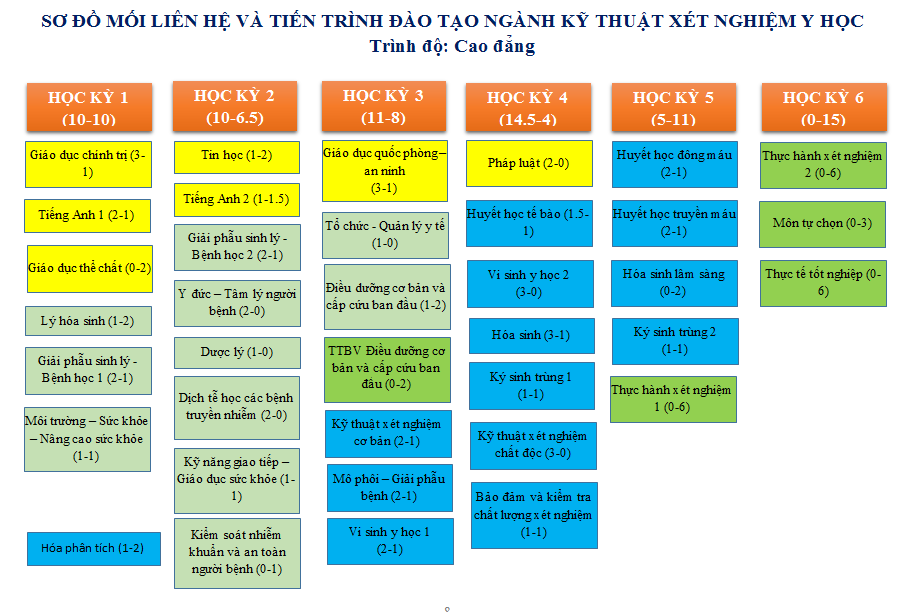 SƠ ĐỒ MỐI LIÊN HỆ VÀ TIẾN TRÌNH ĐÀO TẠO NGÀNH KỸ THUẬT XÉT NGHIỆM Y HỌC
Trình độ: Cao đẳng
HỌC KỲ 1
(10-10)
Giáo dục chính trị (3-
1)
Tiếng Anh 1 (2-1)
Giáo dục thể chất (0-2)
Lý hóa sinh (1-2)
Giải phẫu sinh lý -
Bệnh học 1 (2-1)
Môi trường – Sức khỏe
– Nâng cao sức khỏe
(1-1)
Hóa phân tích (1-2)
HỌC KỲ 2
(10-6.5)
Tin học (1-2)
Tiếng Anh 2 (1-1.5)
Giải phẫu sinh lý -
Bệnh học 2 (2-1)
Y đức – Tâm lý người
bệnh (2-0)
Dược lý (1-0)
Dịch tễ học các bệnh
truyền nhiễm (2-0)
Kỹ năng giao tiếp –
Giáo dục sức khỏe (1-
1)
Kiểm soát nhiễm
khuẩn và an toàn
người bệnh (0-1)
HỌC KỲ 3
(11-8)
Giáo dục quốc phòng–
an ninh
(3-1)
Tổ chức - Quản lý y tế
(1-0)
Điều dưỡng cơ bản và
cấp cứu ban đầu (1-2)
TTBV Điều dưỡng cơ
bản và cấp cứu ban
đầu (0-2)
Kỹ thuật xét nghiệm
cơ bản (2-1)
Mô phôi – Giải phẫu
bệnh (2-1)
Vi sinh y học 1
(2-1)
HỌC KỲ 4
(14.5-4)
Pháp luật (2-0)
Huyết học tế bào (1.5-
1)
Vi sinh y học 2
(3-0)
Hóa sinh (3-1)
Ký sinh trùng 1
(1-1)
Kỹ thuật xét nghiệm
chất độc (3-0)
Bảo đảm và kiểm tra
chất lượng xét nghiệm
(1-1)
HỌC KỲ 5
(5-11)
Huyết học đông máu
(2-1)
Huyết học truyền máu
(2-1)
Hóa sinh lâm sàng
(0-2)
Ký sinh trùng 2
(1-1)
Thực hành xét nghiệm
1 (0-6)
HỌC KỲ 6
(0-15)
Thực hành xét nghiệm
2 (0-6)
Môn tự chọn (0-3)
Thực tế tốt nghiệp (0-
6)